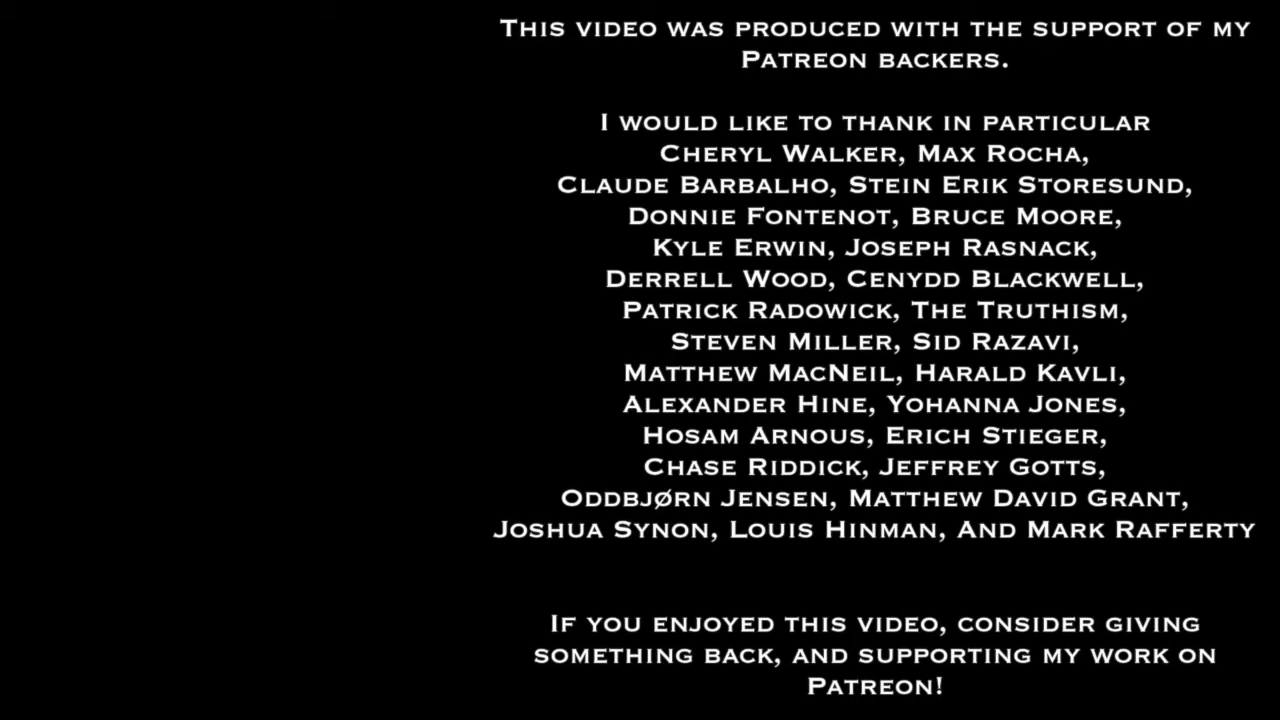 This video was produced with the support of my
Patreon backers.
I would like to thank in particular
Cheryl Walker, Max Rocha,
Claude Barbalho, Stein Erik Storesund,
Donnie Fontenot, Bruce Moore,
Kyle Erwin, Joseph Rasnack,
Derrell Wood, Cenydd Blackwell,
Patrick Radowick, The Truthism,
Steven Miller, Sid Razavi,
Matthew MacNeil, Harald Kavli,
Alexander Hine, Yohanna Jones,
Hosam Arnous, Erich Stieger,
Chase Riddick, Jeffrey Gotts,
Oddbjørn Jensen, Matthew David Grant,
Joshua Synon, Louis Hinman, And Mark Rafferty
If you enjoyed this video, consider giving
something back, and supporting my work on
Patreon!